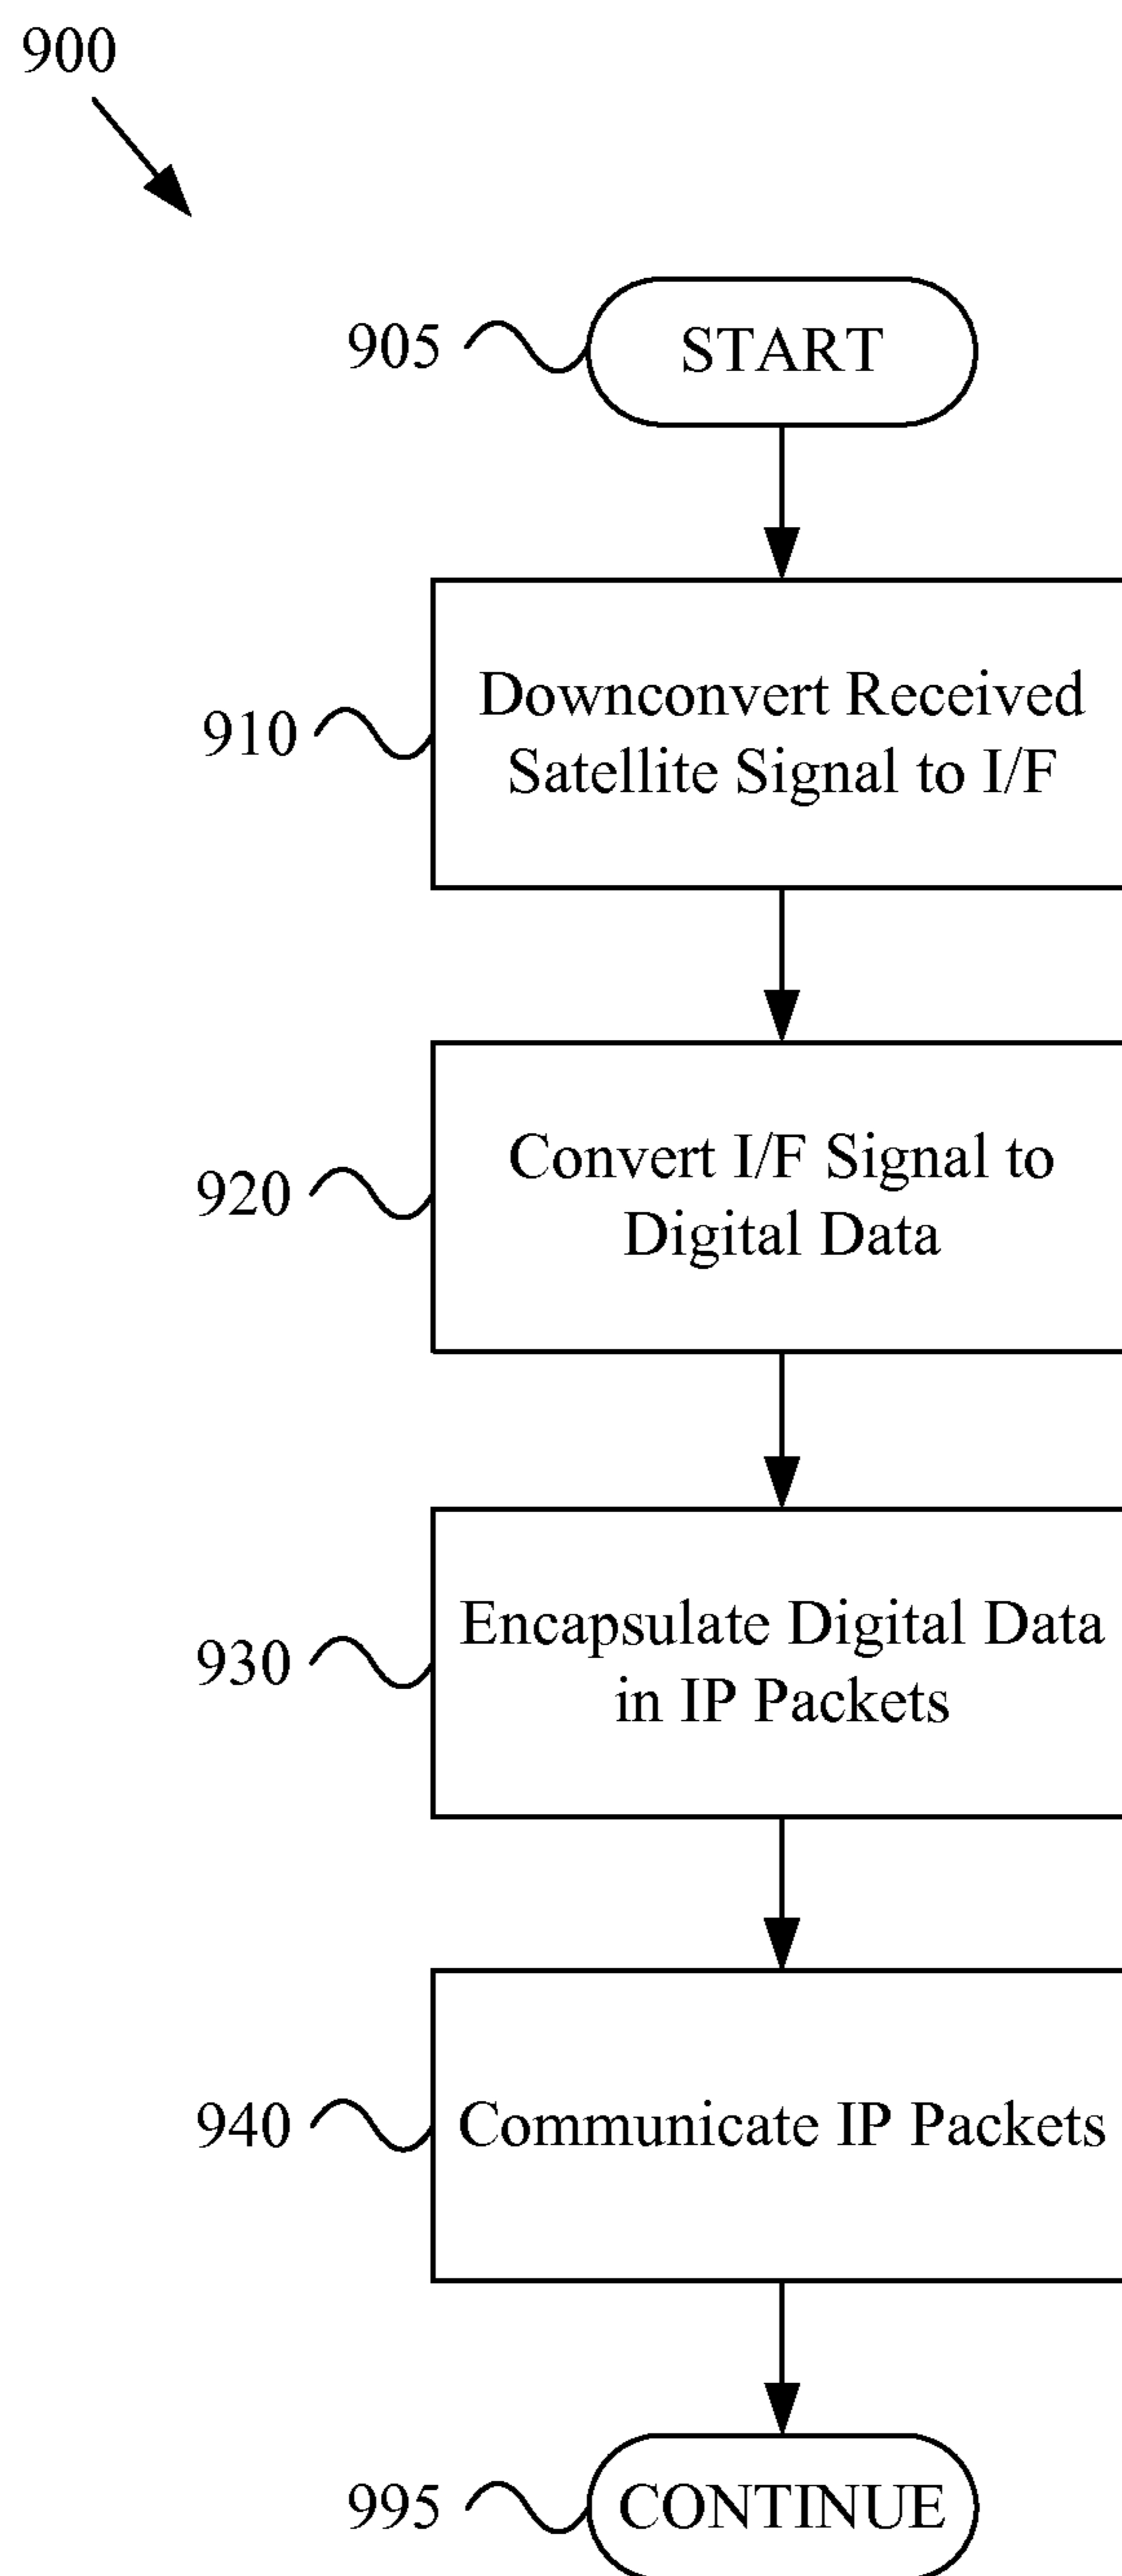 900
905
START
910
Downconvert Received
Satellite Signal to I/F
920
Convert I/F Signal to
Digital Data
930
Encapsulate Digital Data
in IP Packets
940
Communicate IP Packets
995
CONTINUE